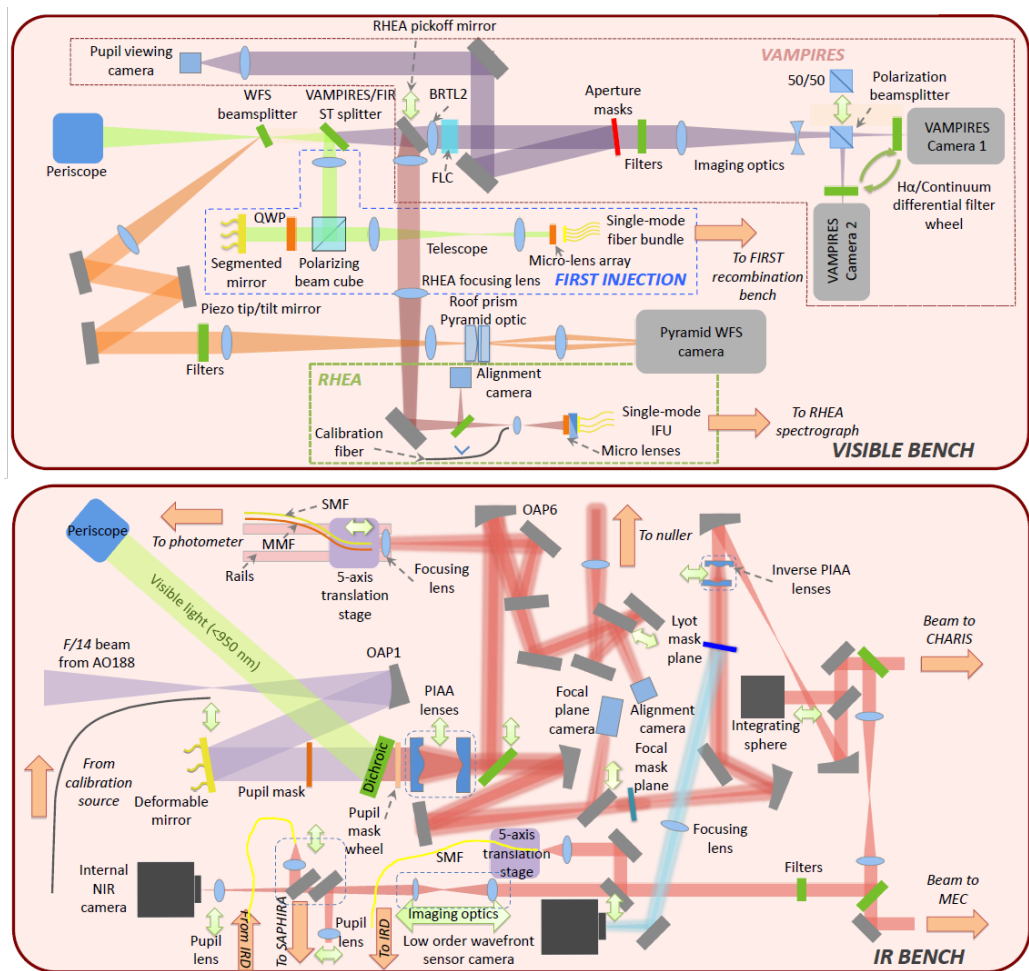 RHEA pickoff mirror
Pupil viewing
camera
VAMPIRES
50/50
Polarization
beamsplitter
WFS
beamsplitter
VAMPIRES/FIR
ST splitter
BRTL2
Aperture
masks
Periscope
FLC
Filters
Imaging optics
VAMPIRES
Camera 1
Hα/Continuum
differential filter
wheel
VAMPIRES
Camera 2
QWP
Segmented
mirror
Polarizing
beam cube
Telescope
Single-mode
fiber bundle
Micro-lens array
FIRST INJECTION
To FIRST
recombination
bench
RHEA focusing lens
Piezo tip/tilt mirror
Roof prism
Pyramid optic
Pyramid WFS
camera
Filters
RHEA
Alignment
camera
Calibration
fiber
Single-mode
IFU
Micro lenses
To RHEA
spectrograph
VISIBLE BENCH
Periscope
SMF
To photometer
MMF
Rails
5-axis
translation
stage
Focusing
lens
OAP6
To nuller
Inverse PIAA
lenses
Visible light (<950 nm)
F/14 beam
from AO188
OAP1
Lyot
mask
plane
Beam to
CHARIS
PIAA
lenses
Focal
plane
camera
Alignment
camera
Integrating
sphere
From
calibration
source
Deformable
mirror
Pupil mask
Dichroic
Pupil
mask
wheel
Focal
mask
plane
Focusing
lens
5-axis
translation
stage
SMF
Internal
NIR
camera
Filters
Beam to
MEC
Pupil
lens
From IRD
To SAPHIRA
Pupil
lens
To IRD
Imaging optics
Low order wavefront
sensor camera
IR BENCH